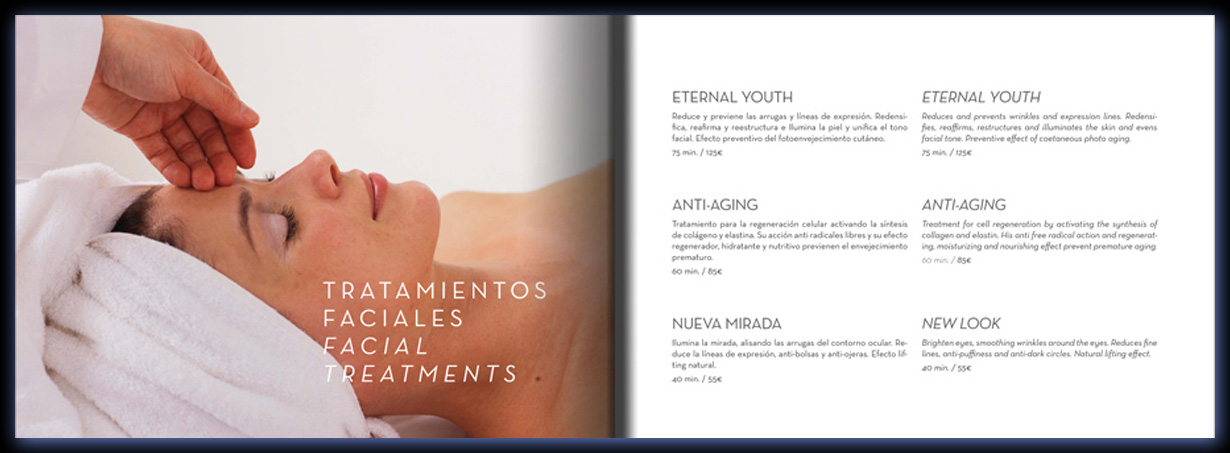 TRATAMIENTOS
FACIALES
FACIAL
TREATMENTS
ETERNAL YOUTH
Reduce y previene las arrugas y líneas de expresión. Redensi-
fica, reafirma y reestructura e Ilumina la piel y unifica el tono
facial. Efecto preventivo del fotoenvejecimiento cutáneo.
75 min. / 125€
ANTI-AGING
Tratamiento para la regeneración celular activando la síntesis
de colágeno y elastina. Su acción anti radicales libres y su efecto
regenerador, hidratante y nutritivo previenen el envejecimiento
prematuro.
60 min. / 85€
NUEVA MIRADA
Ilumina la mirada, alisando las arrugas del contorno ocular. Re-
duce la líneas de expresión, anti-bolsas y anti-ojeras. Efecto lif-
ting natural.
40 min. / 55€
ETERNAL YOUTH
Reduces and prevents wrinkles and expression lines. Redensi-
fies, reaffirms, restructures and illuminates the skin and evens
facial tone. Preventive effect of coetaneous photo aging.
75 min. / 125€
ANTI-AGING
Treatment for cell regeneration by activating the synthesis of
collagen and elastin. His anti free radical action and regenerat-
ing, moisturizing and nourishing effect prevent premature aging.
60 min. / 85€
NEW LOOK
Brighten eyes, smoothing wrinkles around the eyes. Reduces fine
lines, anti-puffiness and anti-dark circles. Natural lifting effect.
40 min. / 55€